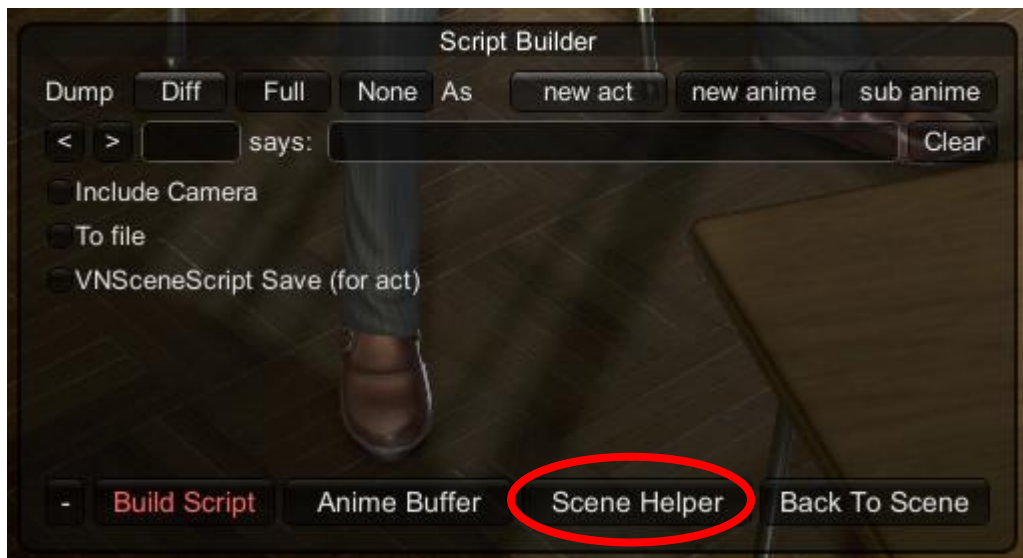 Script Builder
Dump Diff Full None As new act new anime sub anime
< > says: Clear
Include Camera
To file
VNSceneScript Save (for act)
- Build Script Anime Buffer Scene Helper Back To Scene